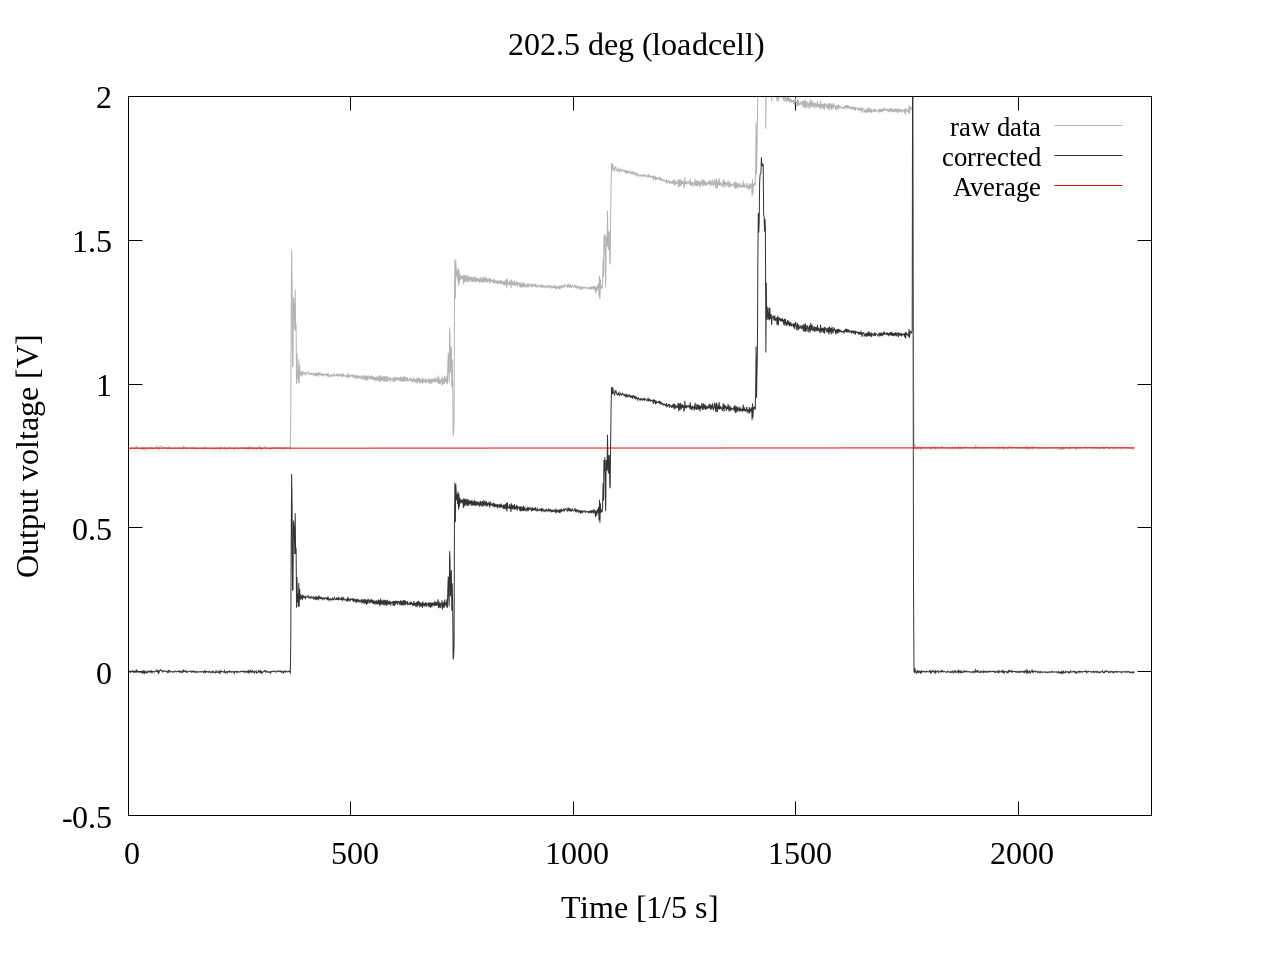 202.5 deg (loadcell)
2
1.5
1
0.5
0
-0.5
0 500 1000 1500 2000
Time [1/5 s]
Output voltage [V]
raw data
corrected
Average